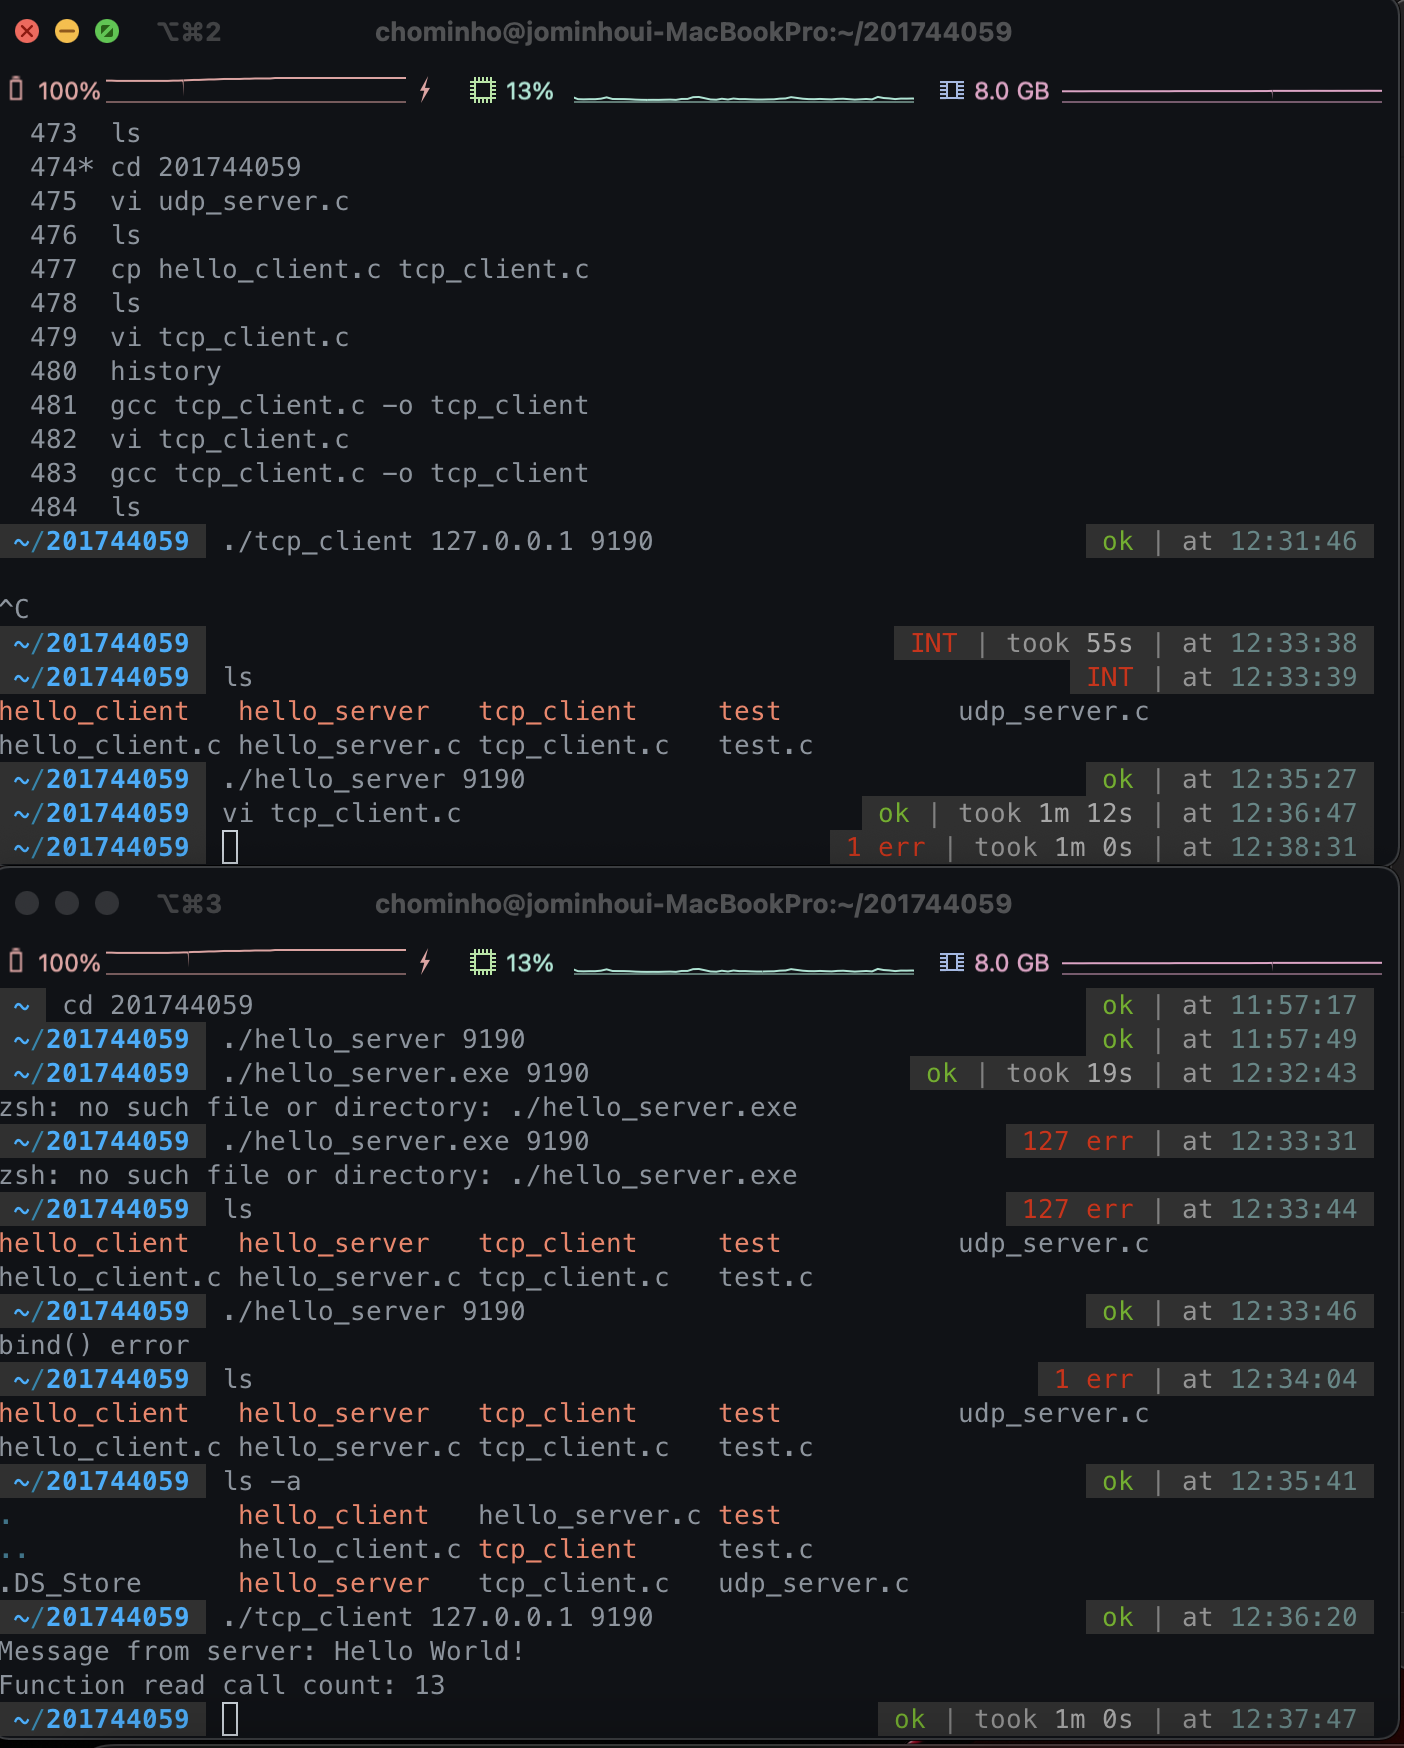 ⌥⌘2 chominho@jominhoui-MacBookPro:~/201744059
100% 13% 8.0 GB
473 ls
474* cd 201744059
475 vi udp_server.c
476 ls
477 cp hello_client.c tcp_client.c
478 ls
479 vi tcp_client.c
480 history
481 gcc tcp_client.c -o tcp_client
482 vi tcp_client.c
483 gcc tcp_client.c -o tcp_client
484 ls
~/201744059 ./tcp_client 127.0.0.1 9190 ok | at 12:31:46
^C
~/201744059 INT | took 55s | at 12:33:38
~/201744059 ls INT | at 12:33:39
hello_client hello_server tcp_client test udp_server.c
hello_client.c hello_server.c tcp_client.c test.c
~/201744059 ./hello_server 9190 ok | at 12:35:27
~/201744059 vi tcp_client.c ok | took 1m 12s | at 12:36:47
~/201744059 1 err | took 1m 0s | at 12:38:31
⌥⌘3 chominho@jominhoui-MacBookPro:~/201744059
100% 13% 8.0 GB
~ cd 201744059 ok | at 11:57:17
~/201744059 ./hello_server 9190 ok | at 11:57:49
~/201744059 ./hello_server.exe 9190 ok | took 19s | at 12:32:43
zsh: no such file or directory: ./hello_server.exe
~/201744059 ./hello_server.exe 9190 127 err | at 12:33:31
zsh: no such file or directory: ./hello_server.exe
~/201744059 ls 127 err | at 12:33:44
hello_client hello_server tcp_client test udp_server.c
hello_client.c hello_server.c tcp_client.c test.c
~/201744059 ./hello_server 9190 ok | at 12:33:46
bind() error
~/201744059 ls 1 err | at 12:34:04
hello_client hello_server tcp_client test udp_server.c
hello_client.c hello_server.c tcp_client.c test.c
~/201744059 ls -a ok | at 12:35:41
. hello_client hello_server.c test
.. hello_client.c tcp_client test.c
.DS_Store hello_server tcp_client.c udp_server.c
~/201744059 ./tcp_client 127.0.0.1 9190 ok | at 12:36:20
Message from server: Hello World!
Function read call count: 13
~/201744059 ok | took 1m 0s | at 12:37:47